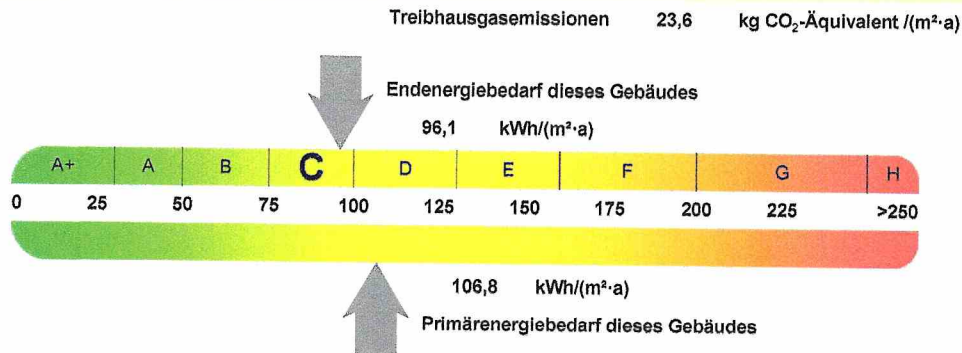 Treibhausgasemissionen 23,6 kg CO₂-Äquivalent /(m²·a)
Endenergiebedarf dieses Gebäudes
96,1 kWh/(m²·a)
A+ A B C D E F G H
0 25 50 75 100 125 150 175 200 225 >250
106,8 kWh/(m²·a)
Primärenergiebedarf dieses Gebäudes